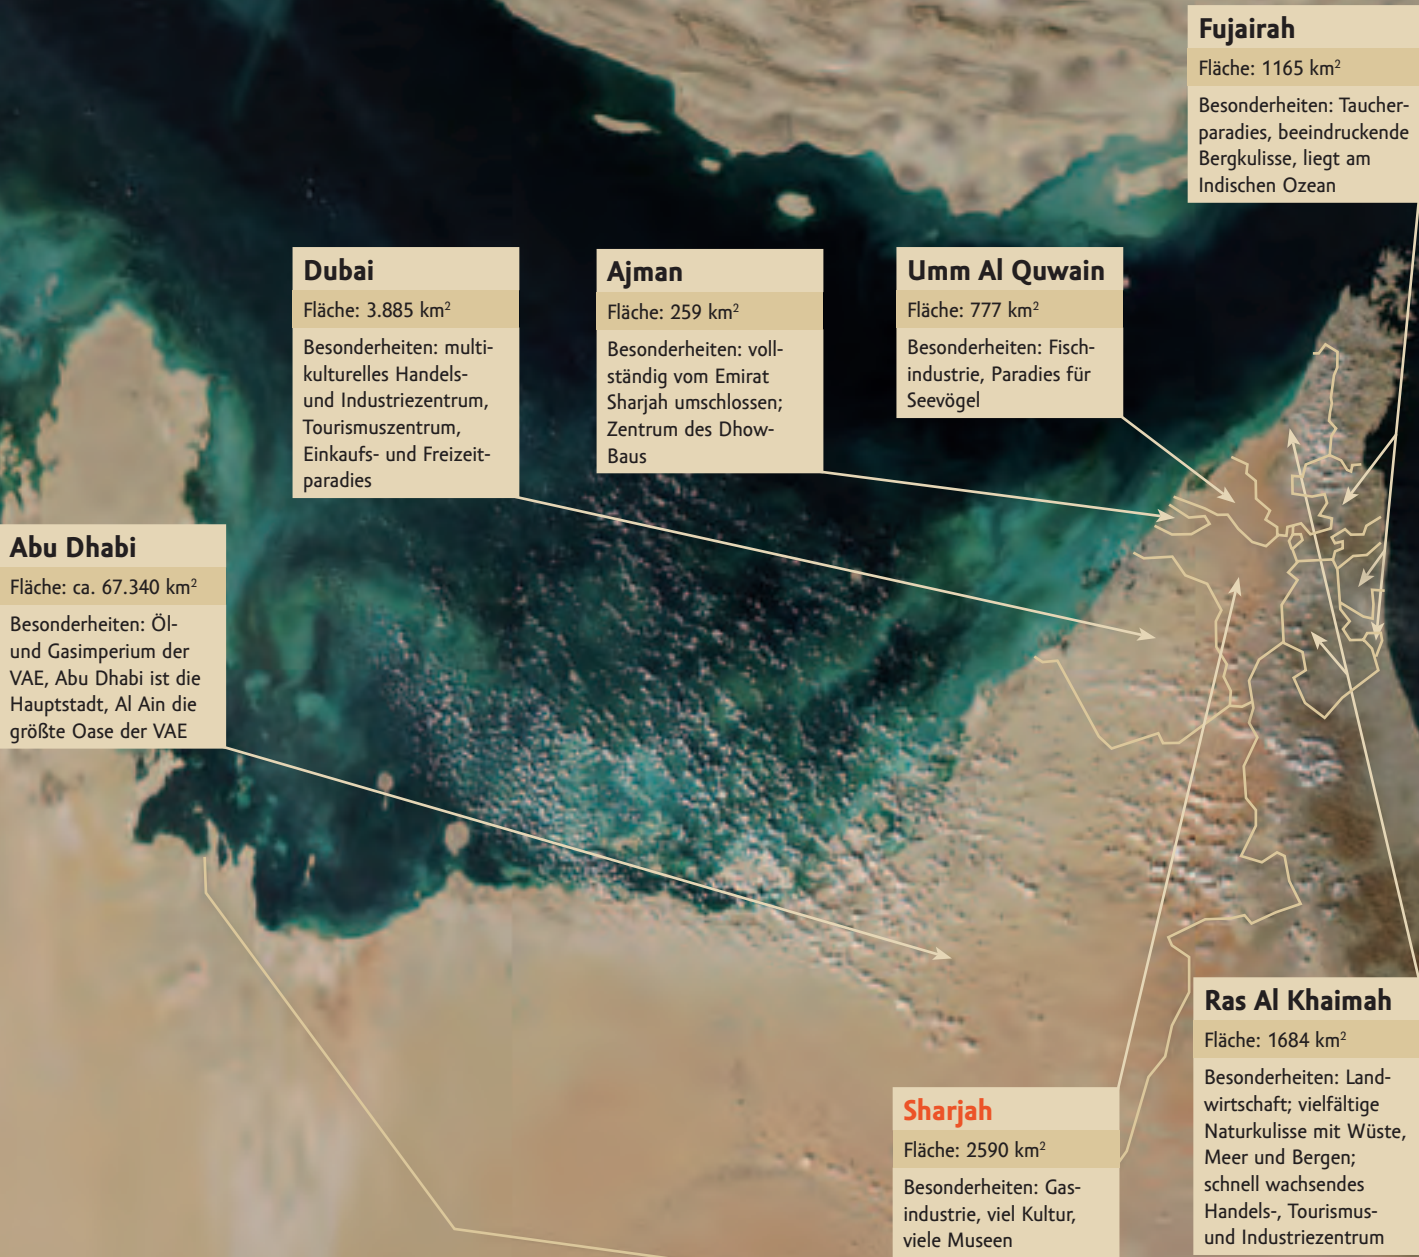 Fujairah
Fläche: 1165 km²
Besonderheiten: Taucher-
paradies, beeindruckende
Bergkulisse, liegt am
Indischen Ozean
Dubai
Fläche: 3.885 km²
Besonderheiten: multi-
kulturelles Handels-
und Industriezentrum,
Tourismuszentrum,
Einkaufs- und Freizeit-
paradies
Ajman
Fläche: 259 km²
Besonderheiten: voll-
ständig vom Emirat
Sharjah umschlossen;
Zentrum des Dhow-
Baus
Umm Al Quwain
Fläche: 777 km²
Besonderheiten: Fisch-
industrie, Paradies für
Seevögel
Abu Dhabi
Fläche: ca. 67.340 km²
Besonderheiten: Öl-
und Gasimperium der
VAE, Abu Dhabi ist die
Hauptstadt, Al Ain die
größte Oase der VAE
Ras Al Khaimah
Fläche: 1684 km²
Besonderheiten: Land-
wirtschaft; vielfältige
Naturkulisse mit Wüste,
Meer und Bergen;
schnell wachsendes
Handels-, Tourismus-
und Industriezentrum
Sharjah
Fläche: 2590 km²
Besonderheiten: Gas-
industrie, viel Kultur,
viele Museen